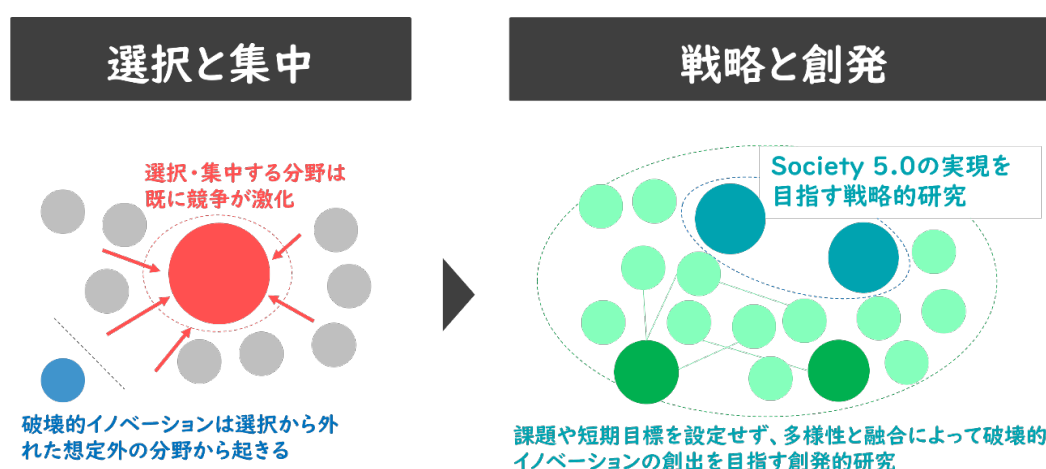 選択と集中
選択・集中する分野は
既に競争が激化
破壊的イノベーションは選択から外
れた想定外の分野から起きる
戦略と創発
Society 5.0の実現を
目指す戦略的研究
課題や短期目標を設定せず、多様性と融合によって破壊的
イノベーションの創出を目指す創発的研究